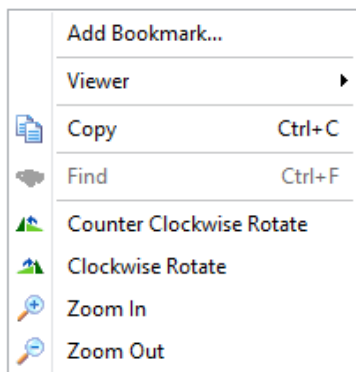 Add Bookmark...
Viewer
Copy Ctrl+C
Find Ctrl+F
Counter Clockwise Rotate
Clockwise Rotate
Zoom In
Zoom Out